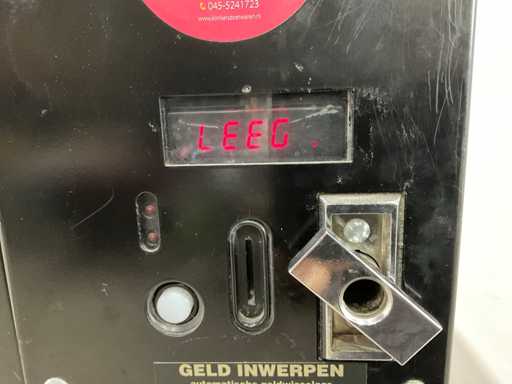 045-5241723
LEEG.
GELD INWERPEN
automatische geldwisselaar